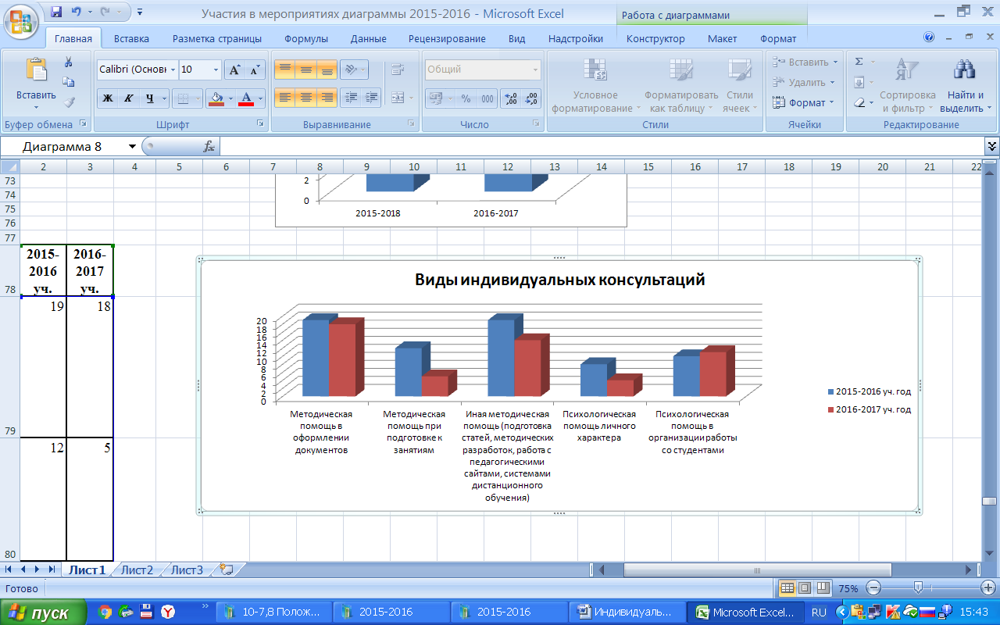 Участия в мероприятиях диаграммы 2015-2016 - Microsoft Excel
Работа с диаграммами
Главная Вставка Разметка страницы Формулы Данные Рецензирование Вид Надстройки Конструктор Макет Формат
Вставить
Буфер обмена
Calibri (Основн 10
Ж К Ч
Шрифт
Выравнивание
Общий
% 000
Число
Условное форматирование
Форматировать как таблицу
Стили ячеек
Стили
Вставить
Удалить
Формат
Ячейки
Сортировка и фильтр
Найти и выделить
Редактирование
Диаграмма 8
fx
2 3 4 5 6 7 8 9 10 11 12 13 14 15 16 17 18 19 20 21 22
73
74
75
76
77
78
79
80
2
0
2015-2018 2016-2017
2015-
2016
уч.
2016-
2017
уч.
19 18
12 5
Виды индивидуальных консультаций
20
18
16
14
12
10
8
6
4
2
0
Методическая
помощь в
оформлении
документов
Методическая
помощь при
подготовке к
занятиям
Иная методическая
помощь (подготовка
статей, методических
разработок, работа с
педагогическими
сайтами, системами
дистанционного
обучения)
Психологическая
помощь личного
характера
Психологическая
помощь в
организации работы
со студентами
2015-2016 уч. год
2016-2017 уч. год
Лист1 Лист2 Лист3
Готово
75%
пуск
10-7,8 Полож...
2015-2016
2015-2016
Индивидуаль...
Microsoft Excel...
RU
15:43